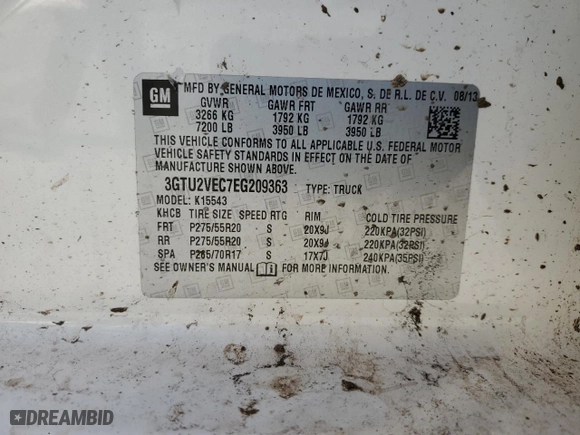 GM
MFD BY GENERAL MOTORS DE MEXICO, S. DE R.L. DE C.V. 08/13
GVWR GAWR FRT GAWR RR
3266 KG 1792 KG 1792 KG
7200 LB 3950 LB 3950 LB
THIS VEHICLE CONFORMS TO ALL APPLICABLE U.S. FEDERAL MOTOR
VEHICLE SAFETY STANDARDS IN EFFECT ON THE DATE OF
MANUFACTURE SHOWN ABOVE.
3GTU2VEC7EG209363 TYPE: TRUCK
MODEL: K15543
KHCB TIRE SIZE SPEED RTG RIM COLD TIRE PRESSURE
FRT P275/55R20 S 20X9J 220KPA(32PSI)
RR P275/55R20 S 20X9J 220KPA(32PSI)
SPA P265/70R17 S 17X7J 240KPA(35PSI)
SEE OWNER'S MANUAL FOR MORE INFORMATION.
DREAMBID